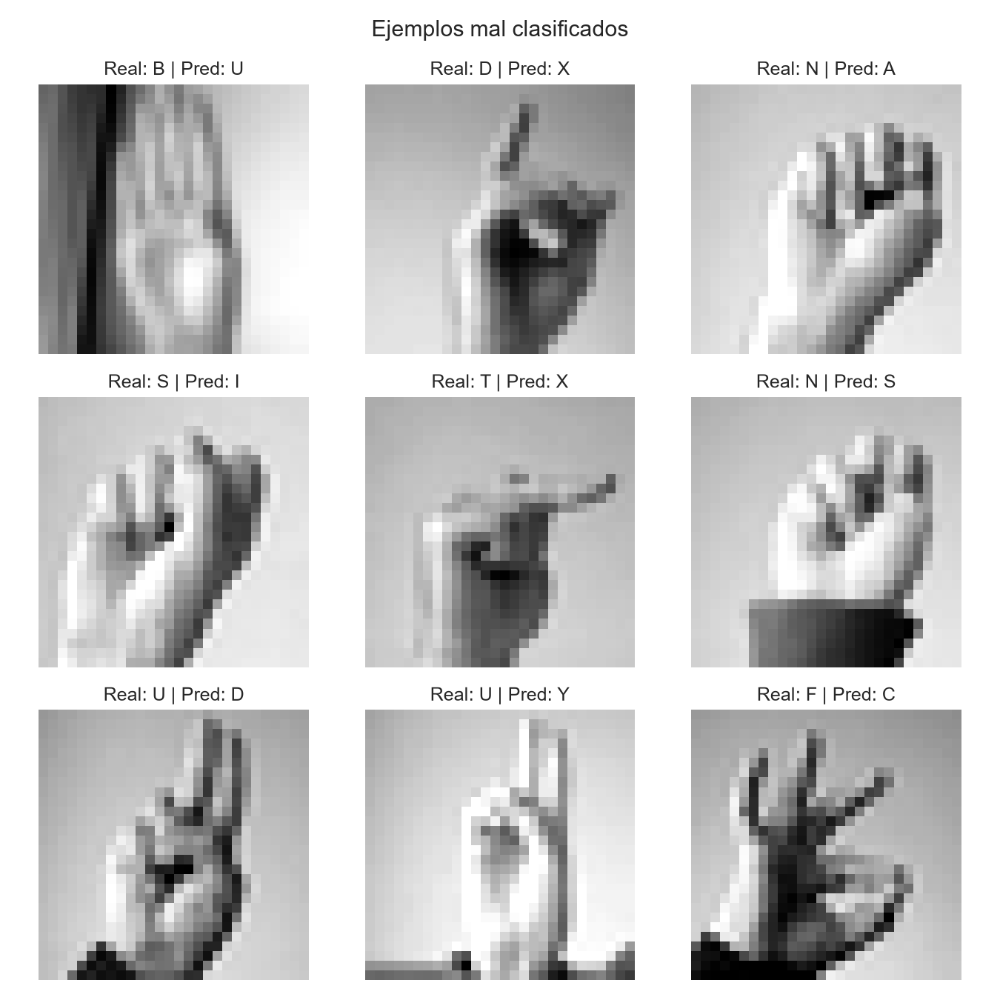 Ejemplos mal clasificados
Real: B | Pred: U
Real: D | Pred: X
Real: N | Pred: A
Real: S | Pred: I
Real: T | Pred: X
Real: N | Pred: S
Real: U | Pred: D
Real: U | Pred: Y
Real: F | Pred: C